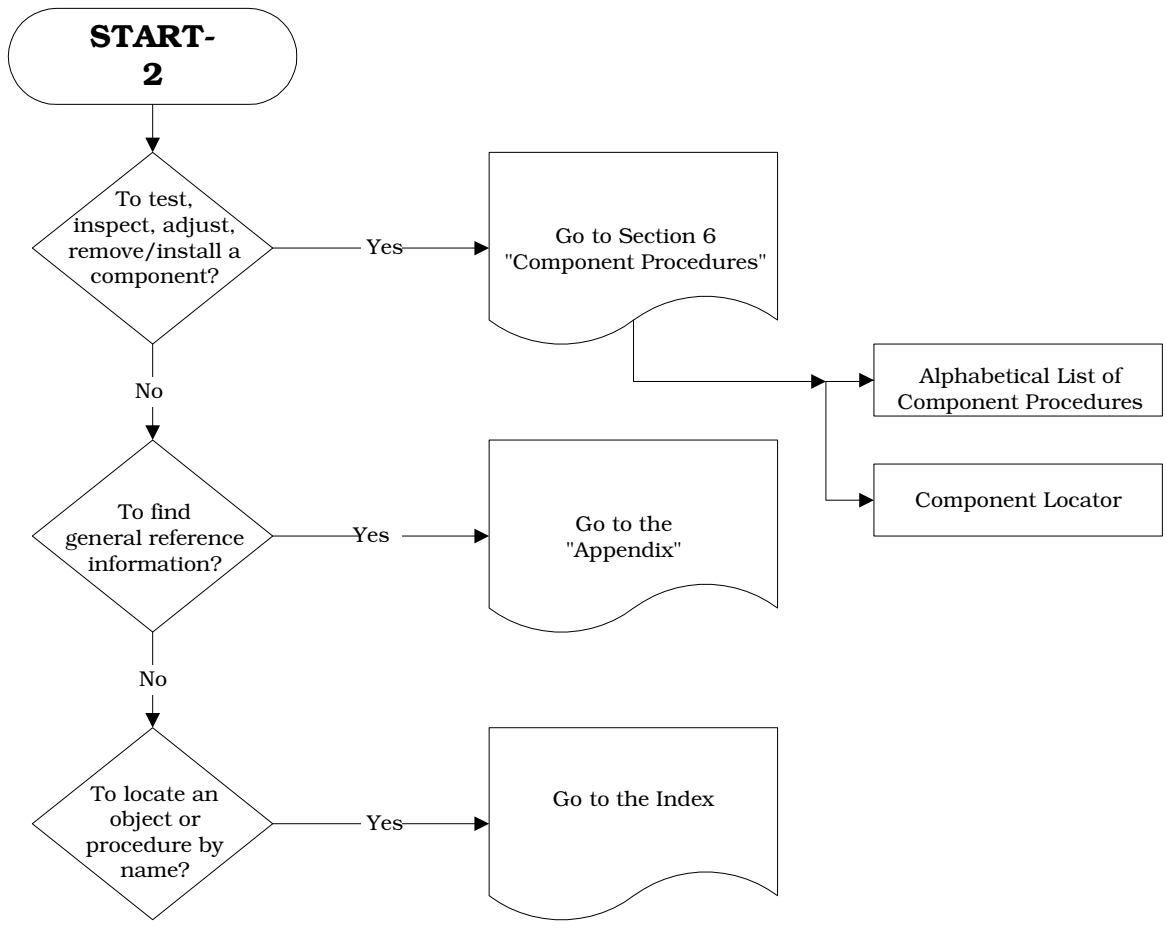 START-
2
To test,
inspect, adjust,
remove/install a
component?
Yes
Go to Section 6
"Component Procedures"
Alphabetical List of
Component Procedures
Component Locator
No
To find
general reference
information?
Yes
Go to the
"Appendix"
No
To locate an
object or
procedure by
name?
Yes
Go to the Index